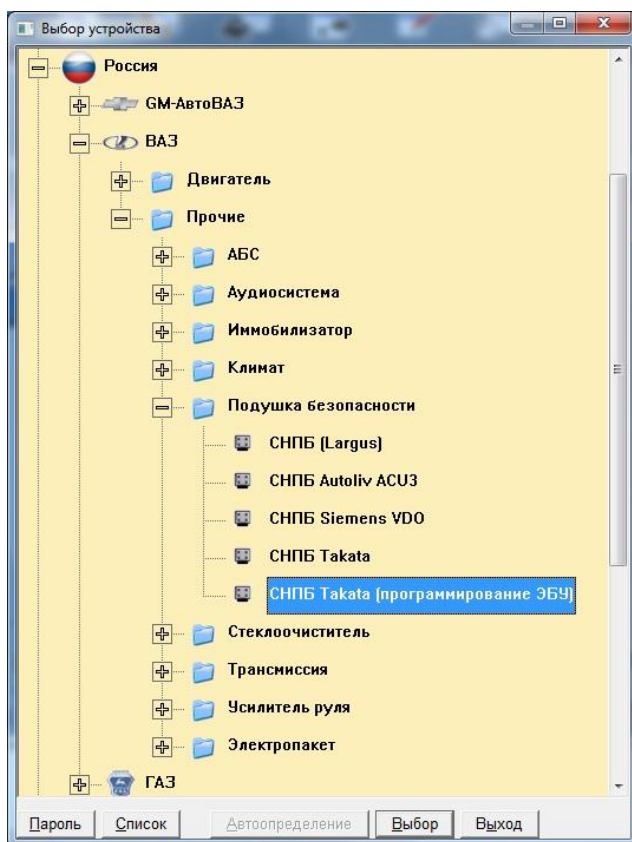 Выбор устройства
Россия
GM-АвтоВАЗ
ВАЗ
Двигатель
Прочие
АБС
Аудиосистема
Иммобилизатор
Климат
Подушка безопасности
СНПБ (Largus)
СНПБ Autoliv ACU3
СНПБ Siemens VDO
СНПБ Takata
СНПБ Takata (программирование ЭБУ)
Стеклоочиститель
Трансмиссия
Усилитель руля
Электропакет
ГАЗ
Пароль Список Автоопределение Выбор Выход